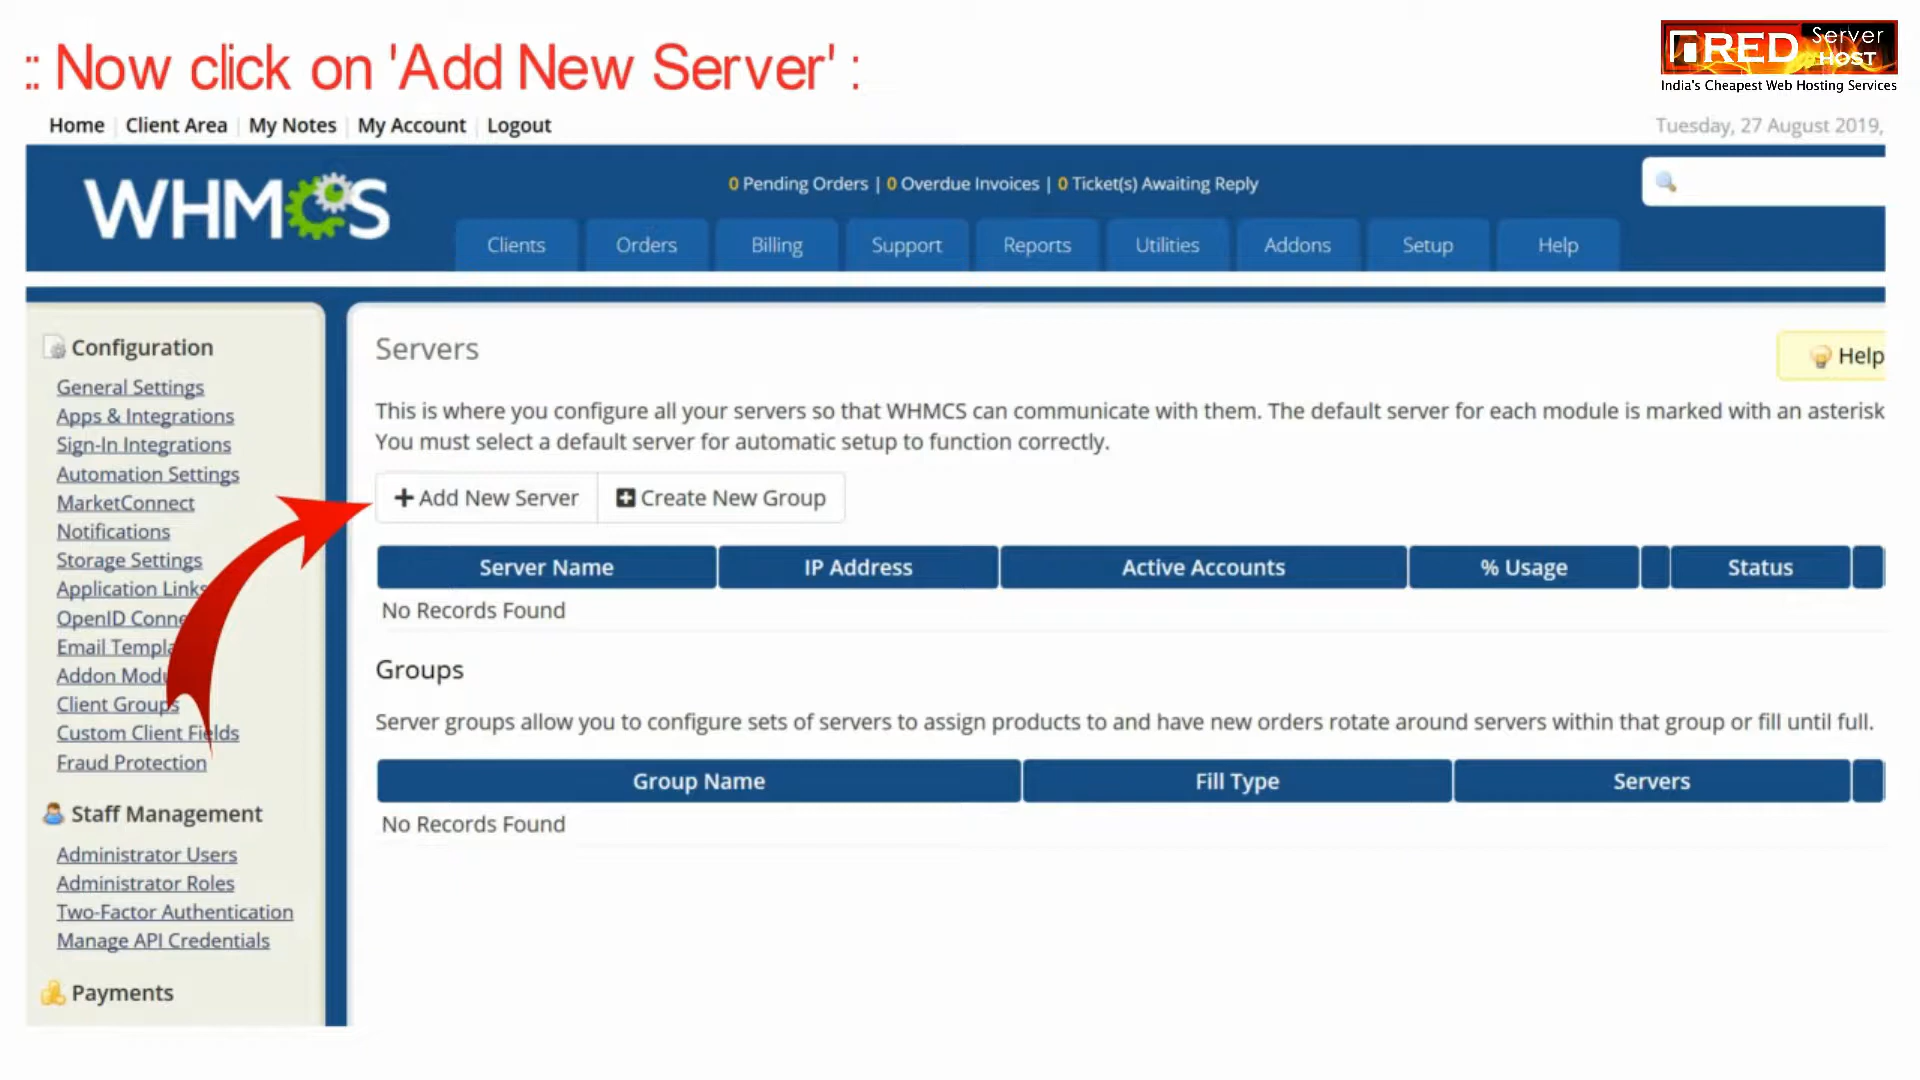 :: Now click on 'Add New Server' :
RED Server HOST
India's Cheapest Web Hosting Services
Home Client Area My Notes My Account Logout
Tuesday, 27 August 2019,
WHMCS
0 Pending Orders | 0 Overdue Invoices | 0 Ticket(s) Awaiting Reply
Clients Orders Billing Support Reports Utilities Addons Setup Help
Configuration
General Settings
Apps & Integrations
Sign-In Integrations
Automation Settings
MarketConnect
Notifications
Storage Settings
Application Links
OpenID Conne
Email Templa
Addon Modu
Client Groups
Custom Client Fields
Fraud Protection
Staff Management
Administrator Users
Administrator Roles
Two-Factor Authentication
Manage API Credentials
Payments
Servers
Help
This is where you configure all your servers so that WHMCS can communicate with them. The default server for each module is marked with an asterisk
You must select a default server for automatic setup to function correctly.
Add New Server Create New Group
Server Name IP Address Active Accounts % Usage Status
No Records Found
Groups
Server groups allow you to configure sets of servers to assign products to and have new orders rotate around servers within that group or fill until full.
Group Name Fill Type Servers
No Records Found